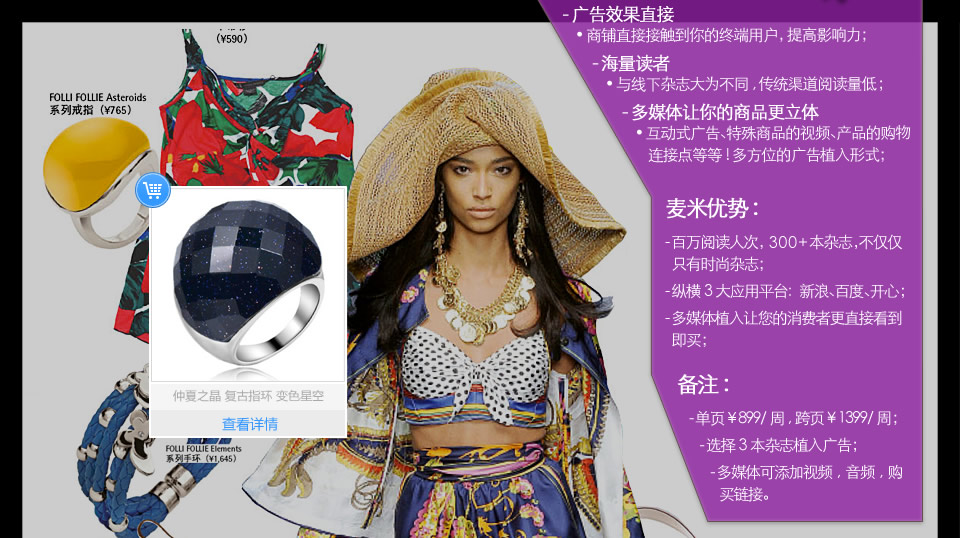 (¥590)
FOLLI FOLLIE Asteroids
系列戒指（¥765）
仲夏之晶 复古指环 变色星空
查看详情
FOLLI FOLLIE Elements
系列手环（¥1,645）
- 广告效果直接
• 商铺直接接触到你的终端用户, 提高影响力；
- 海量读者
• 与线下杂志大为不同 , 传统渠道阅读量低；
- 多媒体让你的商品更立体
• 互动式广告、特殊商品的视频、产品的购物
连接点等等 ! 多方位的广告植入形式；
麦米优势：
- 百万阅读人次, 300+ 本杂志,不仅仅
只有时尚杂志；
- 纵横 3 大应用平台： 新浪、百度、开心；
- 多媒体植入让您的消费者更直接看到
即买；
备注：
- 单页 ¥ 899/ 周 , 跨页 ¥ 1399/ 周；
- 选择 3 本杂志植入广告；
- 多媒体可添加视频 , 音频 , 购
买链接。